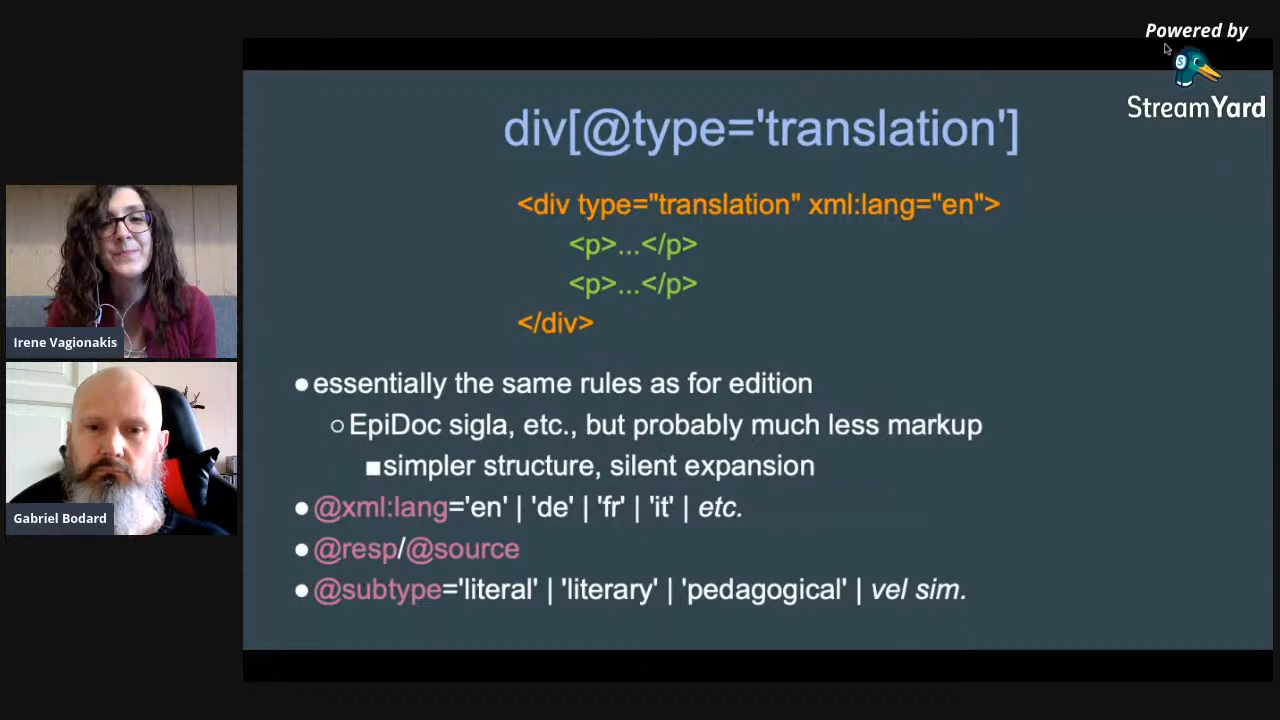 Powered by
StreamYard
div[@type='translation']
<div type="translation" xml:lang="en">
<p>...</p>
<p>...</p>
</div>
●essentially the same rules as for edition
○EpiDoc sigla, etc., but probably much less markup
■simpler structure, silent expansion
●@xml:lang='en' | 'de' | 'fr' | 'it' | etc.
●@resp/@source
●@subtype='literal' | 'literary' | 'pedagogical' | vel sim.
Irene Vagionakis
Gabriel Bodard